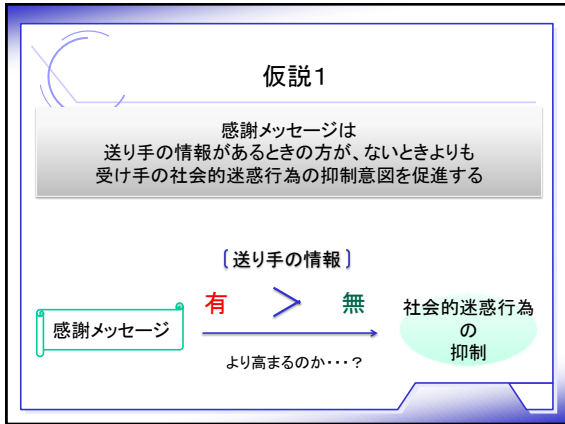 仮説1
感謝メッセージは
送り手の情報があるときの方が、ないときよりも
受け手の社会的迷惑行為の抑制意図を促進する
〔送り手の情報〕
有 > 無
感謝メッセージ
社会的迷惑行為
の
抑制
より高まるのか・・・?